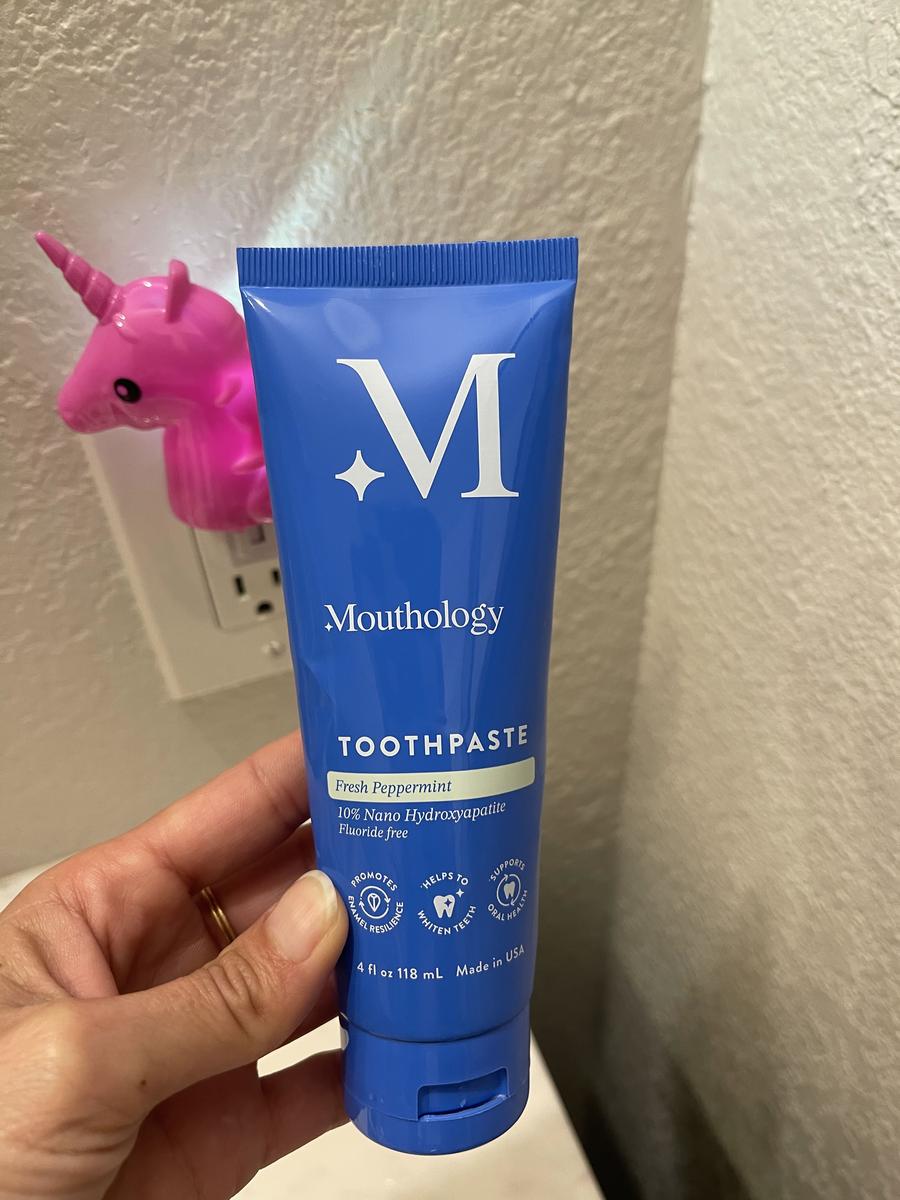 M
Mouthology
TOOTHPASTE
Fresh Peppermint
10% Nano Hydroxyapatite
Fluoride free
PROMOTES ENAMEL RESILIENCE
HELPS TO WHITEN TEETH
SUPPORTS ORAL HEALTH
4 fl oz 118 mL Made in USA